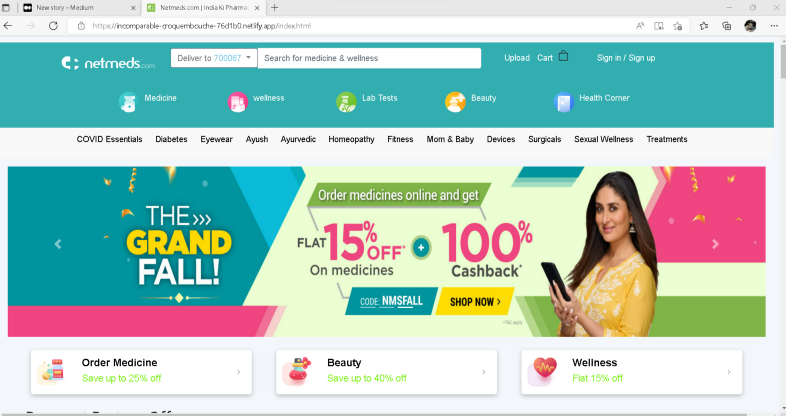 New story – Medium
Netmeds.com | India Ki Pharma
https://incomparable-croquembouche-76d1b0.netlify.app/index.html
netmeds.com
Deliver to 700067
Search for medicine & wellness
Upload Cart
Sign in / Sign up
Medicine
wellness
Lab Tests
Beauty
Health Corner
COVID Essentials Diabetes Eyewear Ayush Ayurvedic Homeopathy Fitness Mom & Baby Devices Surgicals Sexual Wellness Treatments
THE >>>
GRAND
FALL!
Order medicines online and get
FLAT 15% OFF*
On medicines
+
100%
Cashback*
CODE: NMSFALL
SHOP NOW >
*T&C apply
Order Medicine
Save up to 25% off
Beauty
Save up to 40% off
Wellness
Flat 15% off